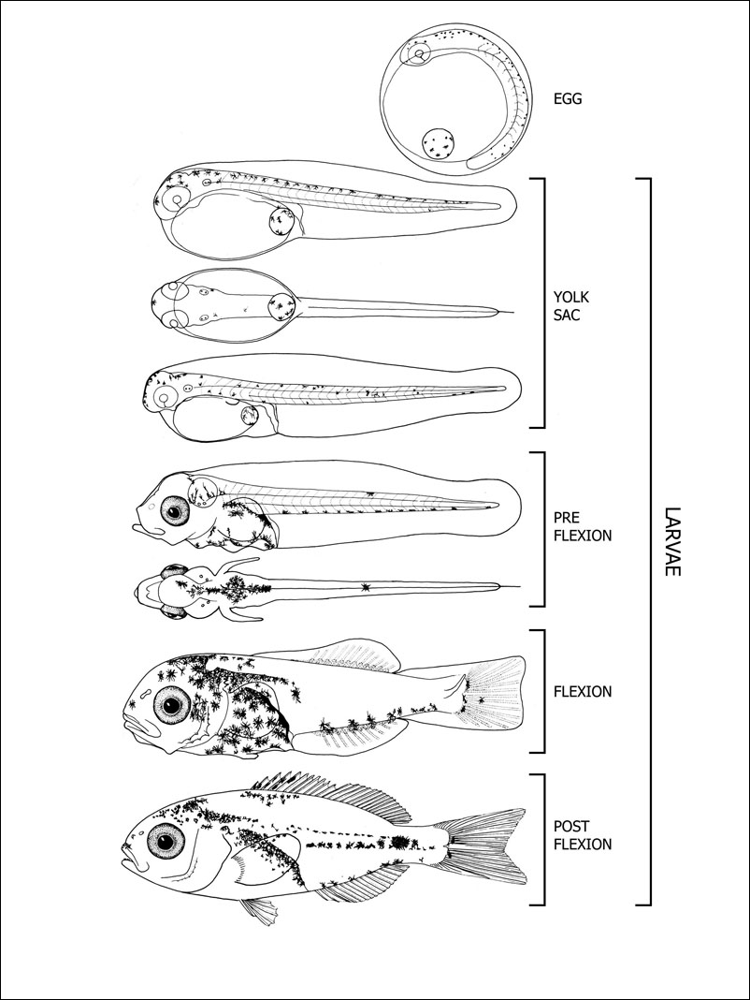 EGG
YOLK
SAC
PRE
FLEXION
FLEXION
POST
FLEXION
LARVAE